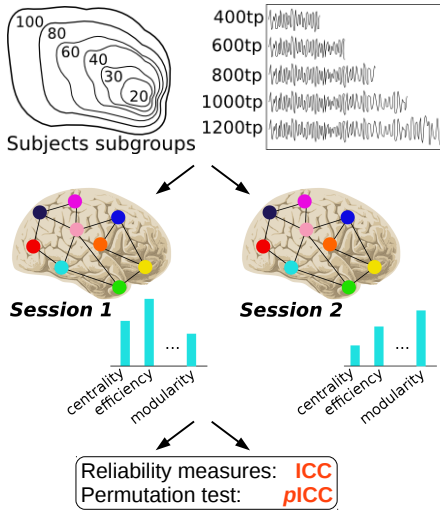 100
80
60
40
30
20
Subjects subgroups
400tp
600tp
800tp
1000tp
1200tp
Session 1
Session 2
centrality
efficiency
...
modularity
centrality
efficiency
...
modularity
Reliability measures: ICC
Permutation test: pICC